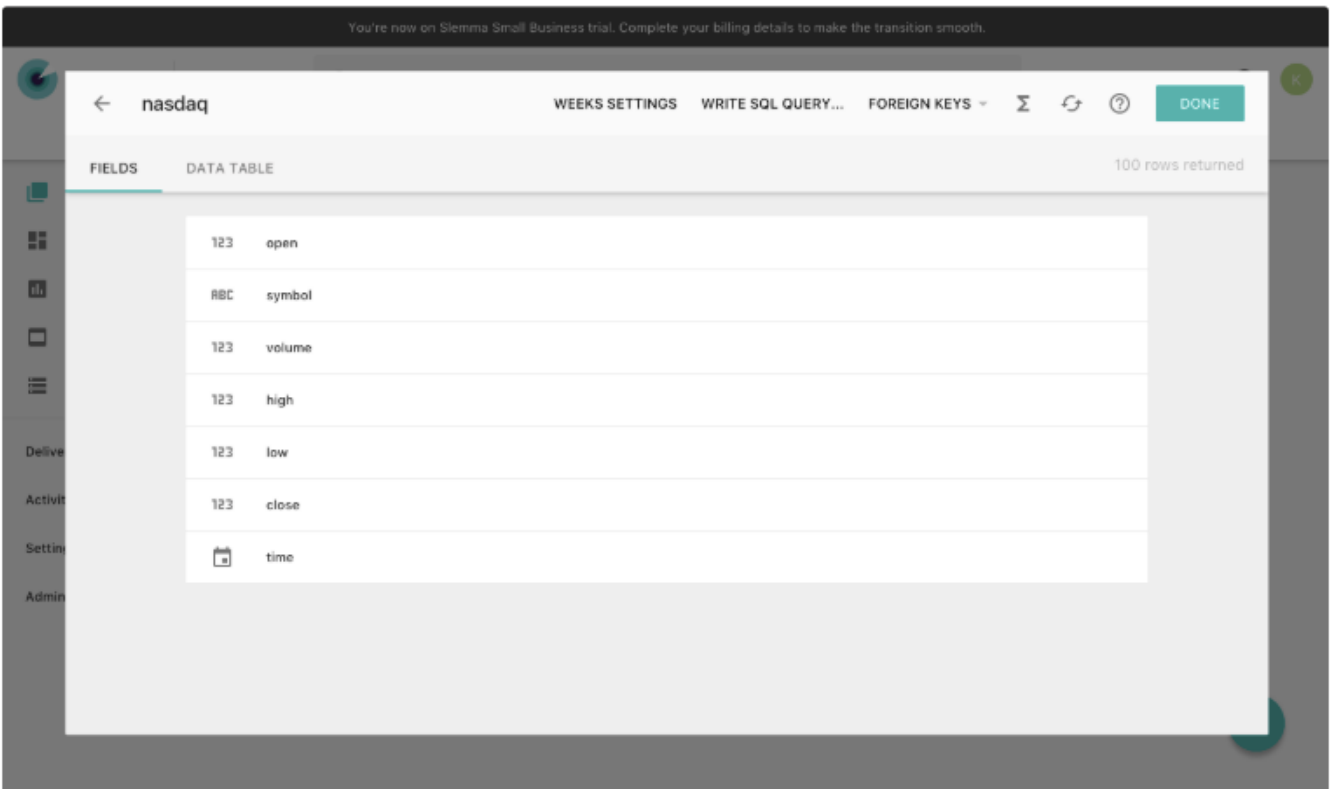 You're now on Slemma Small Business trial. Complete your billing details to make the transition smooth.
K
nasdaq WEEKS SETTINGS WRITE SQL QUERY... FOREIGN KEYS Σ DONE
FIELDS DATA TABLE 100 rows returned
123 open
ABC symbol
123 volume
123 high
123 low
Delive
123 close
Activit
time
Settin
Admin